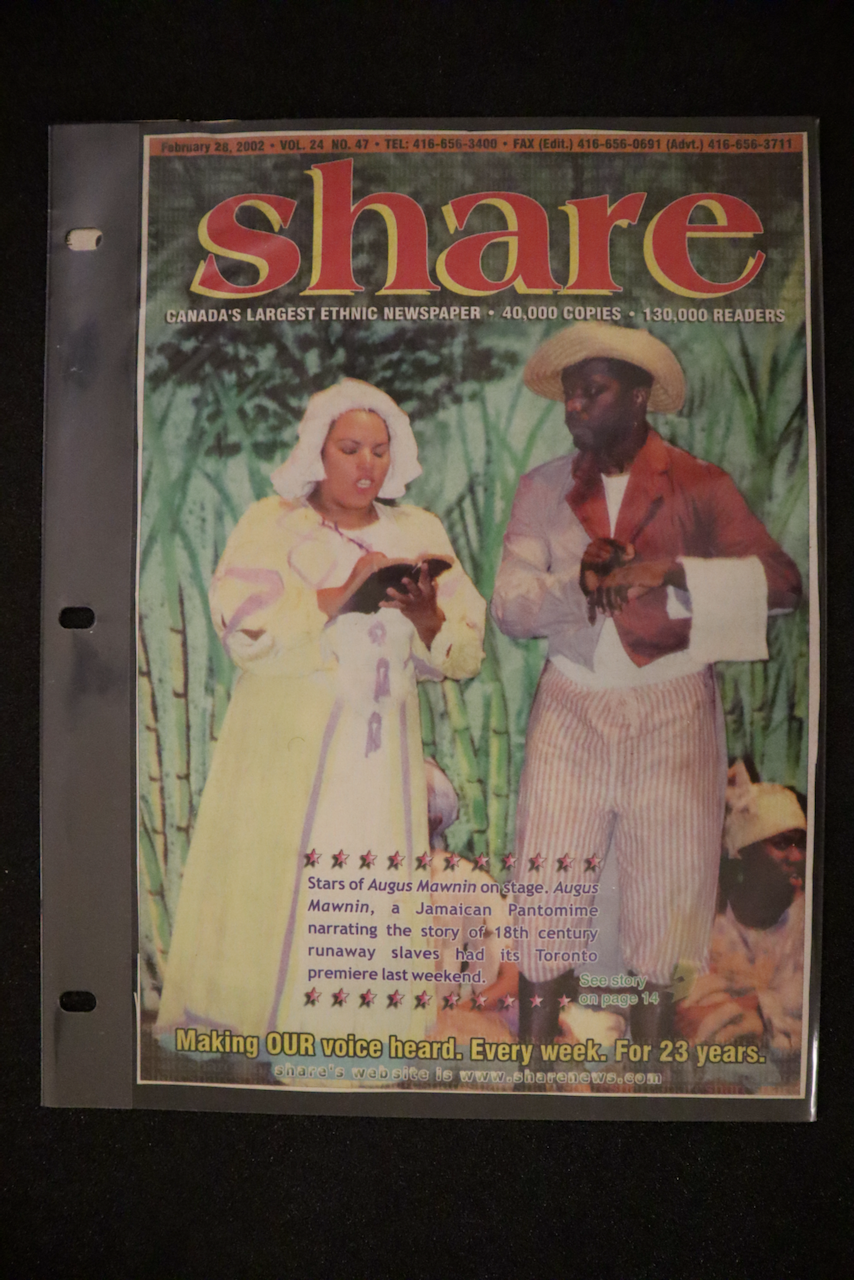 February 28, 2002 • VOL. 24 NO. 47 • TEL: 416-656-3400 • FAX (Edit.) 416-656-0691 (Advt.) 416-656-3711
share
CANADA'S LARGEST ETHNIC NEWSPAPER • 40,000 COPIES • 130,000 READERS
Stars of Augus Mawnin on stage. Augus
Mawnin, a Jamaican Pantomime
narrating the story of 18th century
runaway slaves had its Toronto
premiere last weekend.
See story
on page 14
Making OUR voice heard. Every week. For 23 years.
share's website is www.sharenews.com